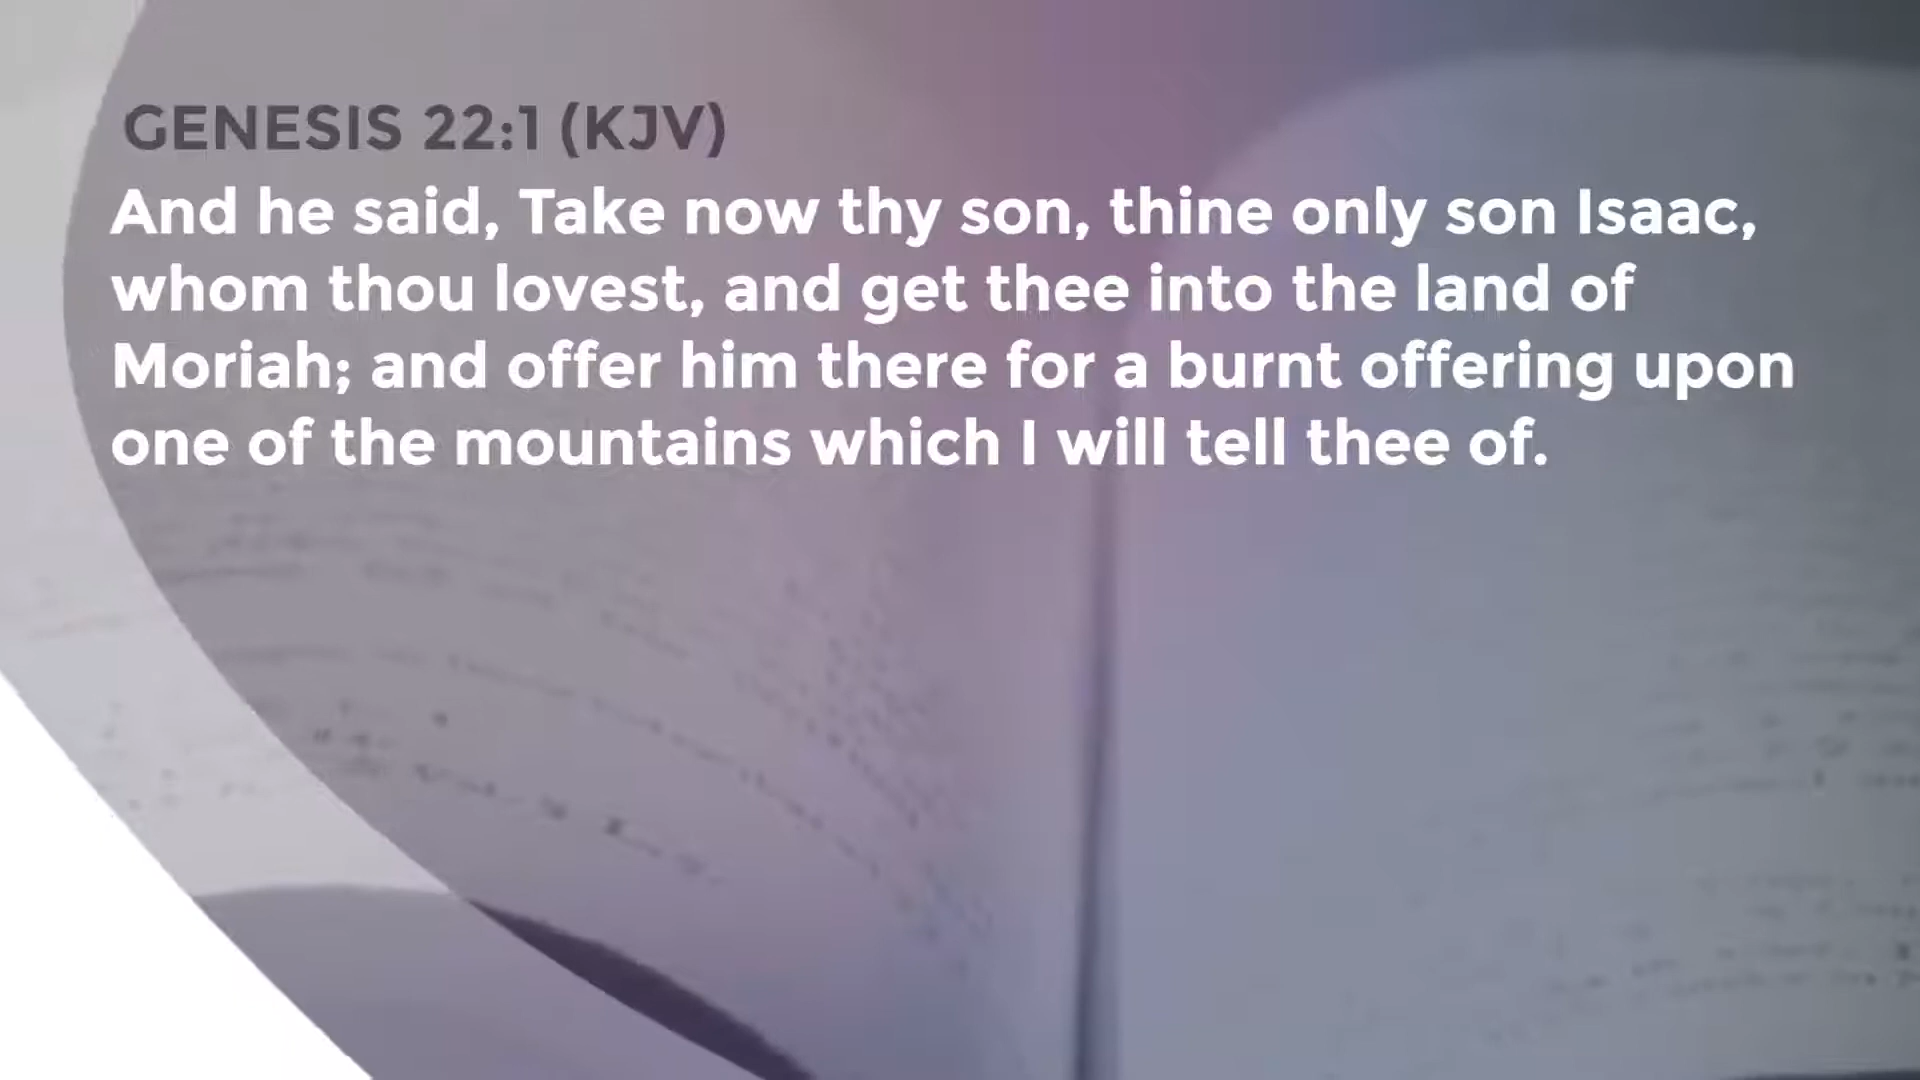 GENESIS 22:1 (KJV)
And he said, Take now thy son, thine only son Isaac,
whom thou lovest, and get thee into the land of
Moriah; and offer him there for a burnt offering upon
one of the mountains which I will tell thee of.